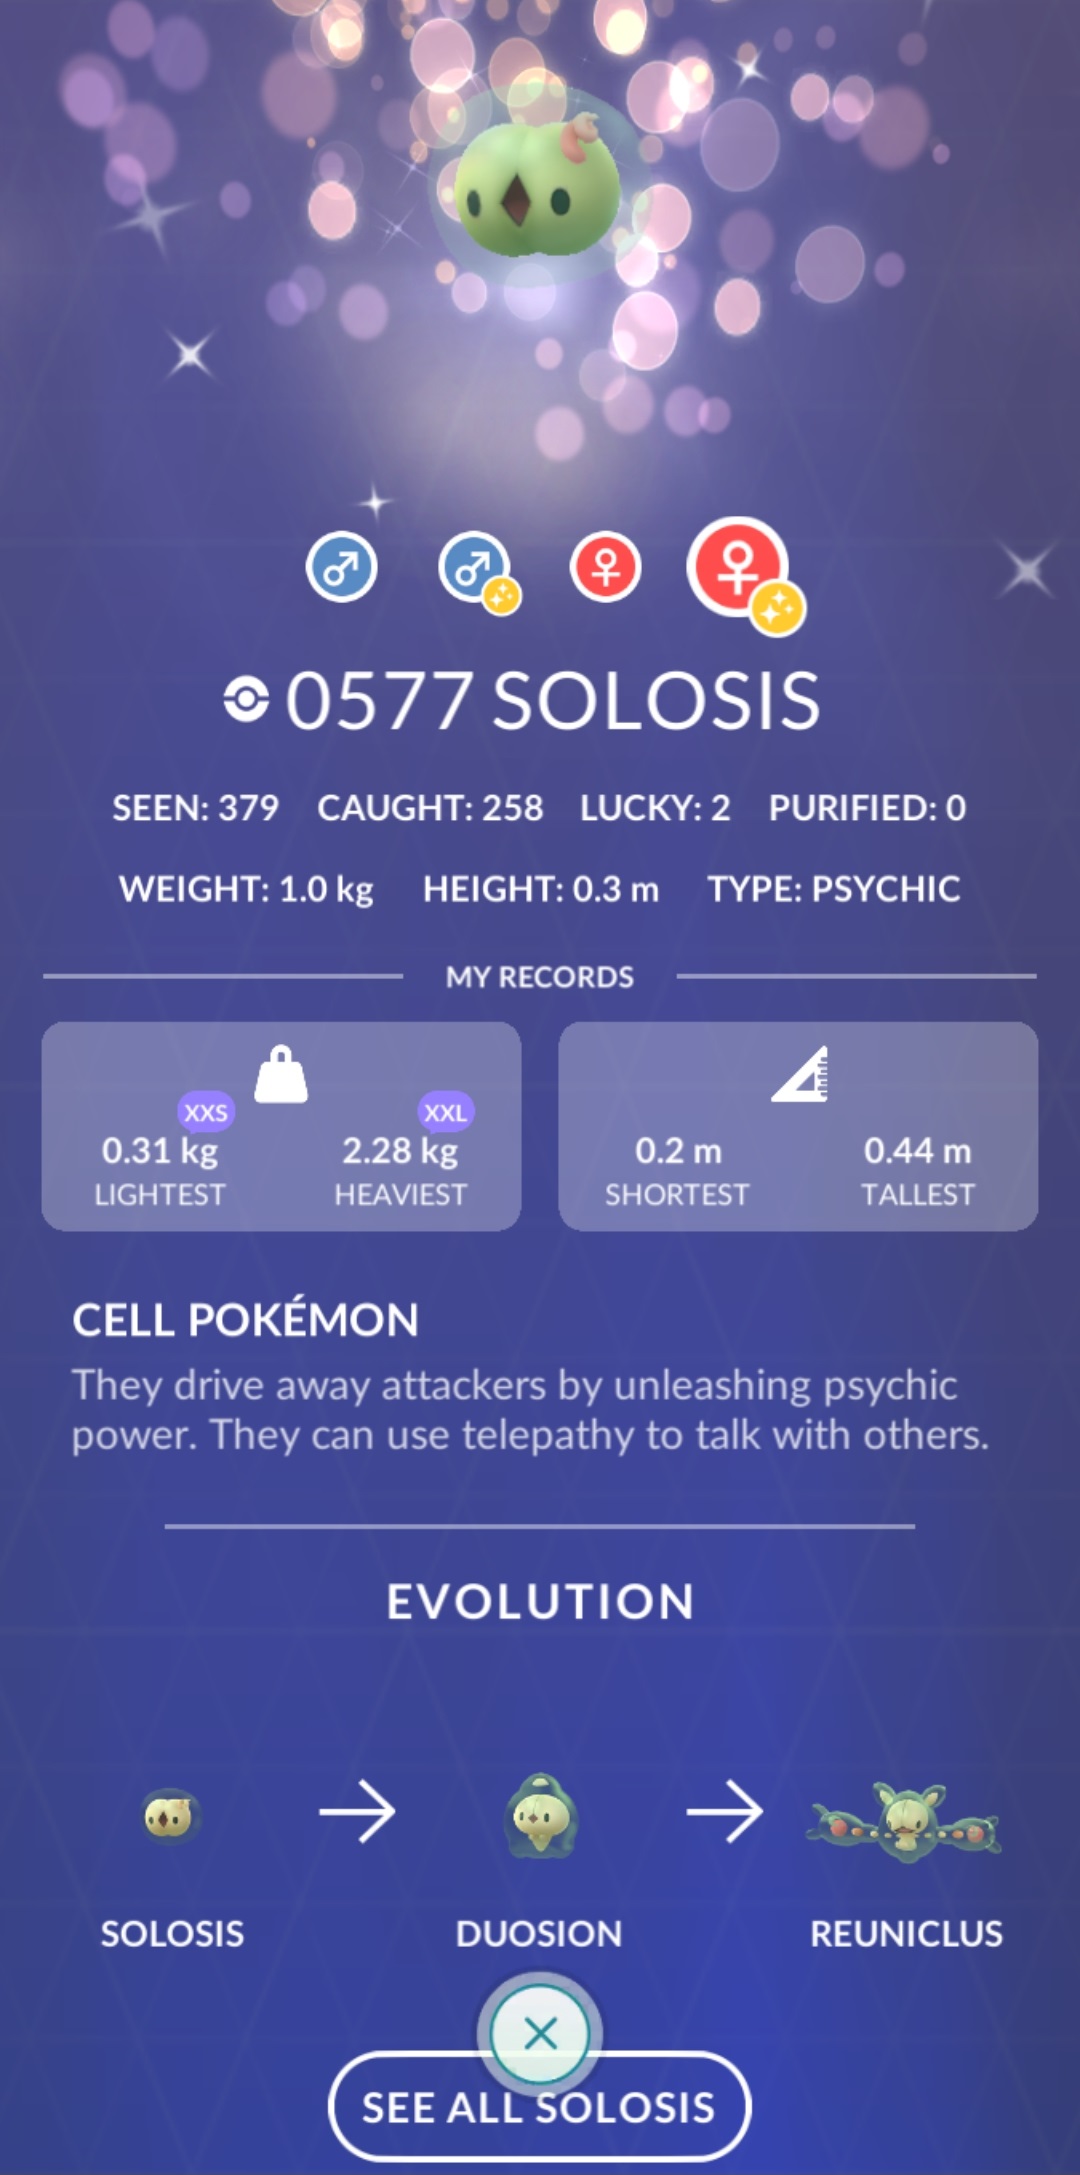 0577 SOLOSIS
SEEN: 379 CAUGHT: 258 LUCKY: 2 PURIFIED: 0
WEIGHT: 1.0 kg HEIGHT: 0.3 m TYPE: PSYCHIC
MY RECORDS
XXS XXL
0.31 kg 2.28 kg 0.2 m 0.44 m
LIGHTEST HEAVIEST SHORTEST TALLEST
CELL POKÉMON
They drive away attackers by unleashing psychic
power. They can use telepathy to talk with others.
EVOLUTION
SOLOSIS DUOSION REUNICLUS
SEE ALL SOLOSIS